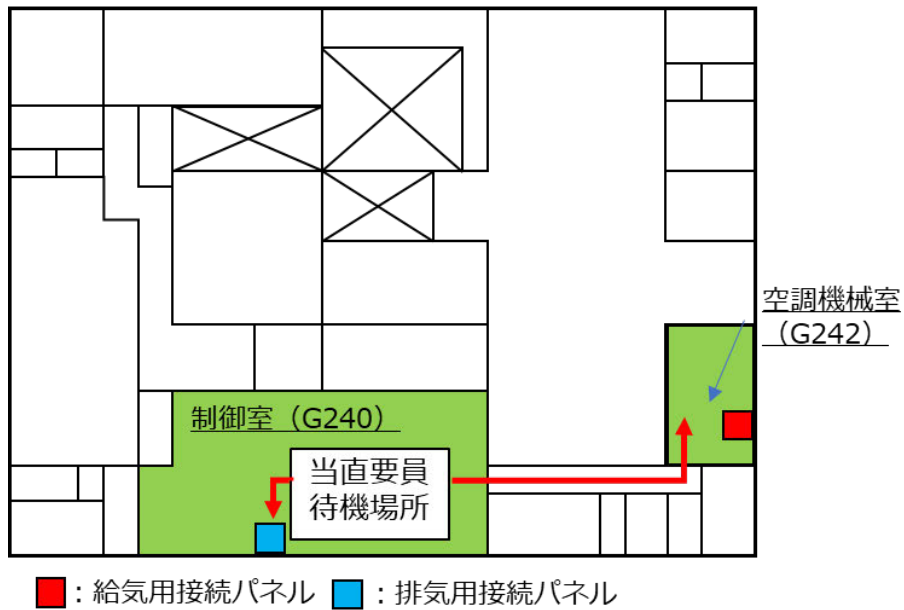 空調機械室
（G242）
制御室（G240）
当直要員
待機場所
：給気用接続パネル
：排気用接続パネル